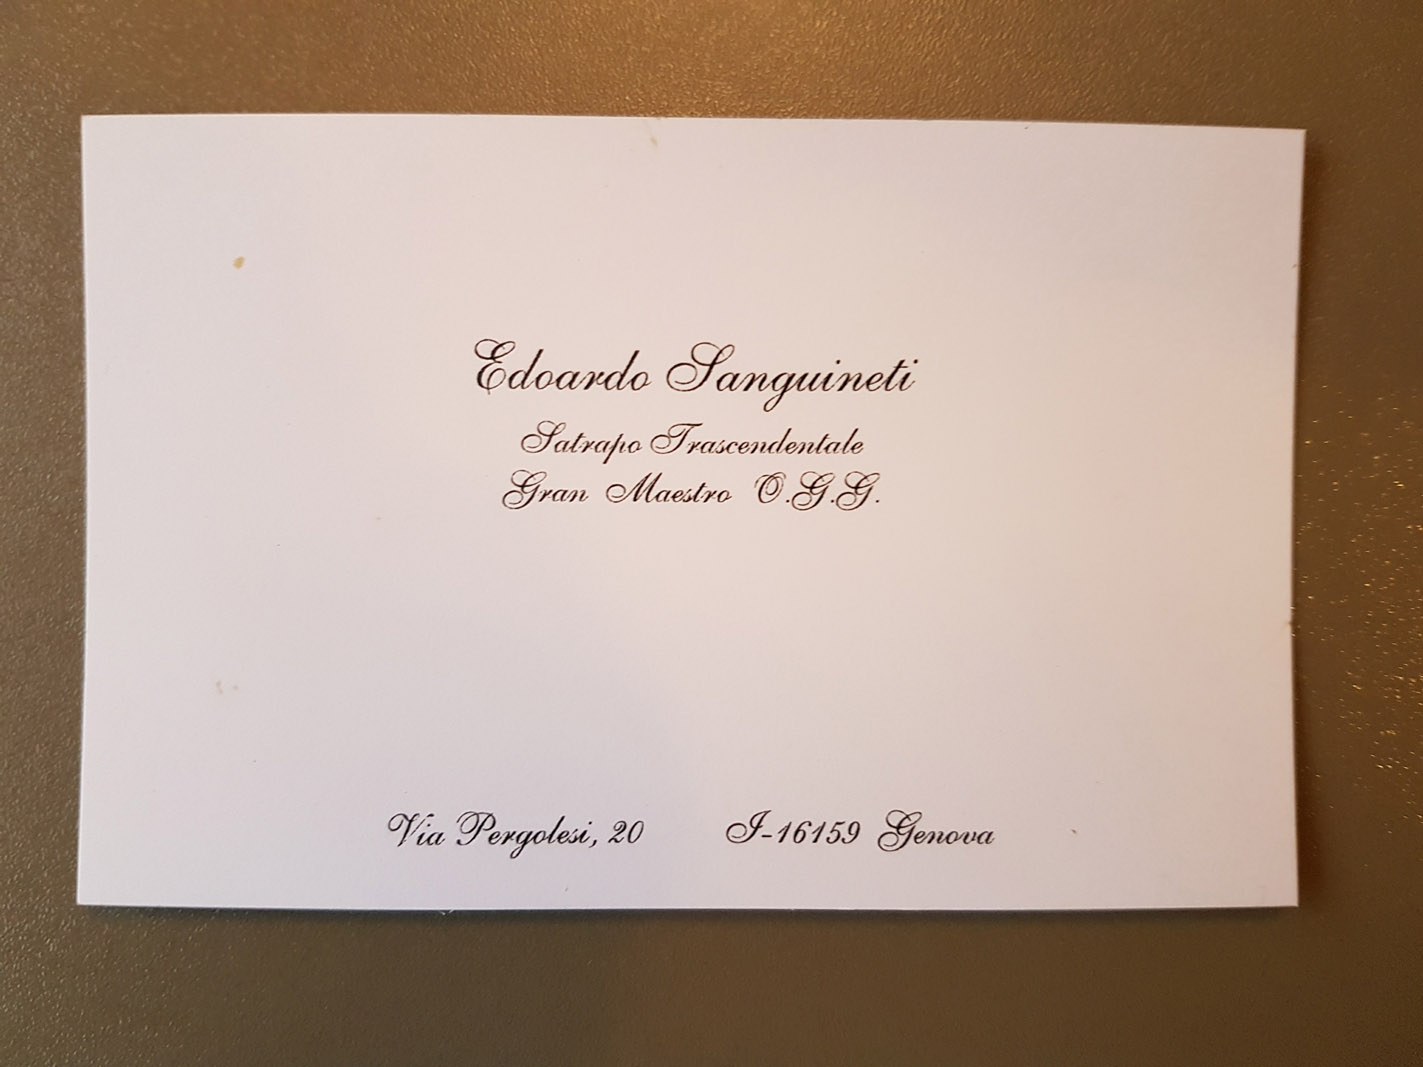 Edoardo Sanguineti
Satrapo Trascendentale
Gran Maestro O.G.G.
Via Pergolesi, 20 I-16159 Genova